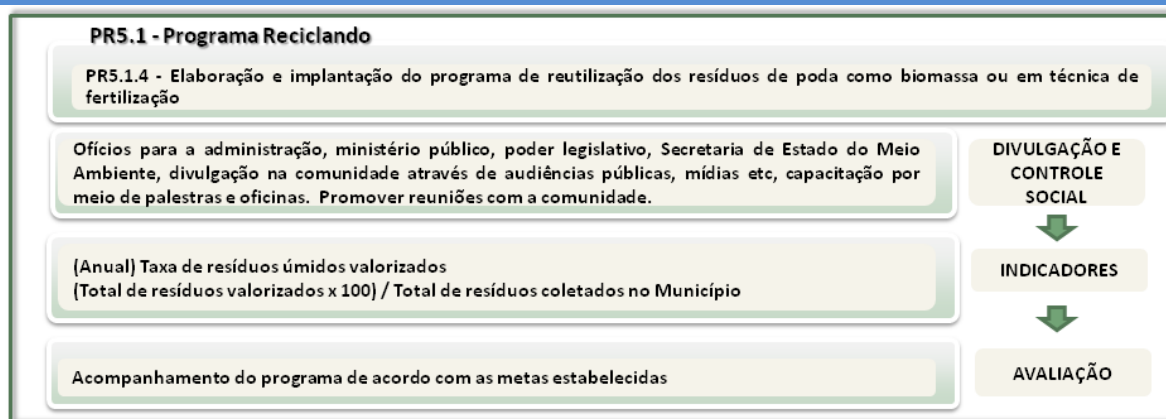 PR5.1 - Programa Reciclando
PR5.1.4 - Elaboração e implantação do programa de reutilização dos resíduos de poda como biomassa ou em técnica de
fertilização
Ofícios para a administração, ministério público, poder legislativo, Secretaria de Estado do Meio
Ambiente, divulgação na comunidade através de audiências públicas, mídias etc, capacitação por
meio de palestras e oficinas. Promover reuniões com a comunidade.
DIVULGAÇÃO E
CONTROLE
SOCIAL
(Anual) Taxa de resíduos úmidos valorizados
(Total de resíduos valorizados x 100) / Total de resíduos coletados no Município
INDICADORES
Acompanhamento do programa de acordo com as metas estabelecidas
AVALIAÇÃO